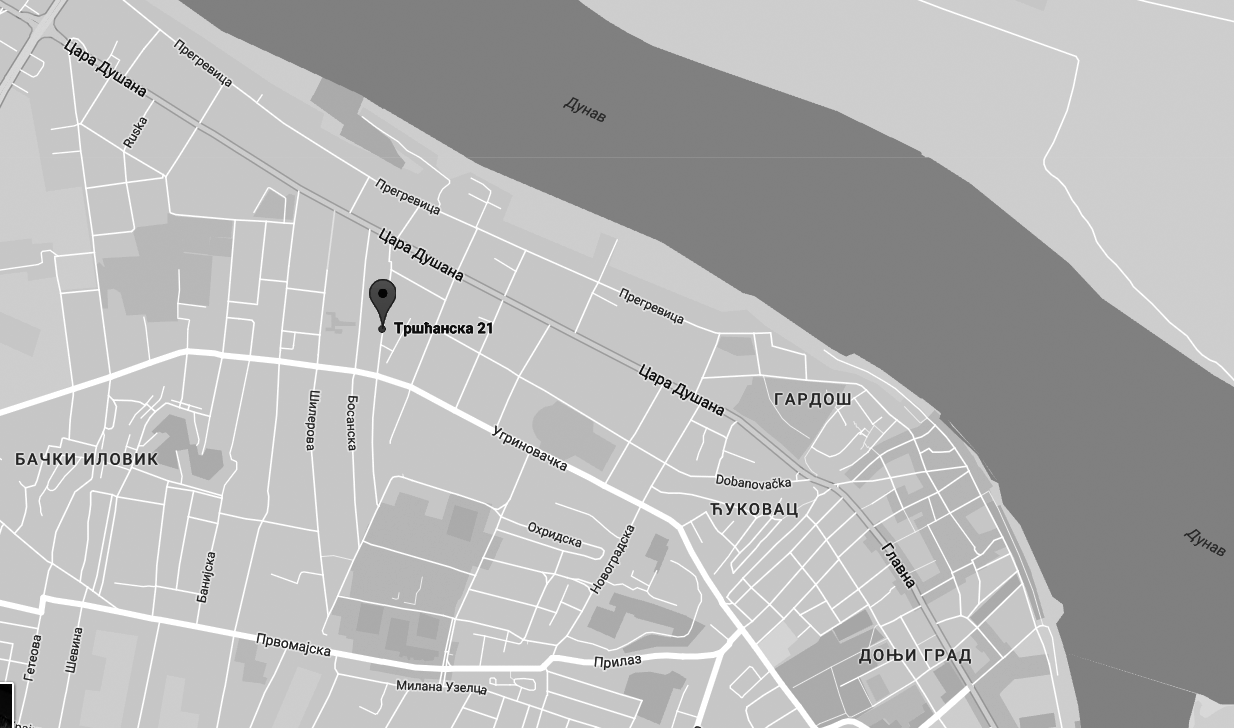 Цара Душана
Прегревица
Дунав
Ruska
Прегревица
Цара Душана
Прегревица
Тршћанска 21
Цара Душана
ГАРДОШ
Шилерова
Босанска
Угриновачка
БАЧКИ ИЛОВИК
Dobanovačka
ЋУКОВАЦ
Охридска
Новоградска
Главна
Дунав
Банијска
Гетеова
Шевина
Првомајска
Прилаз
ДОЊИ ГРАД
Милана Узелца